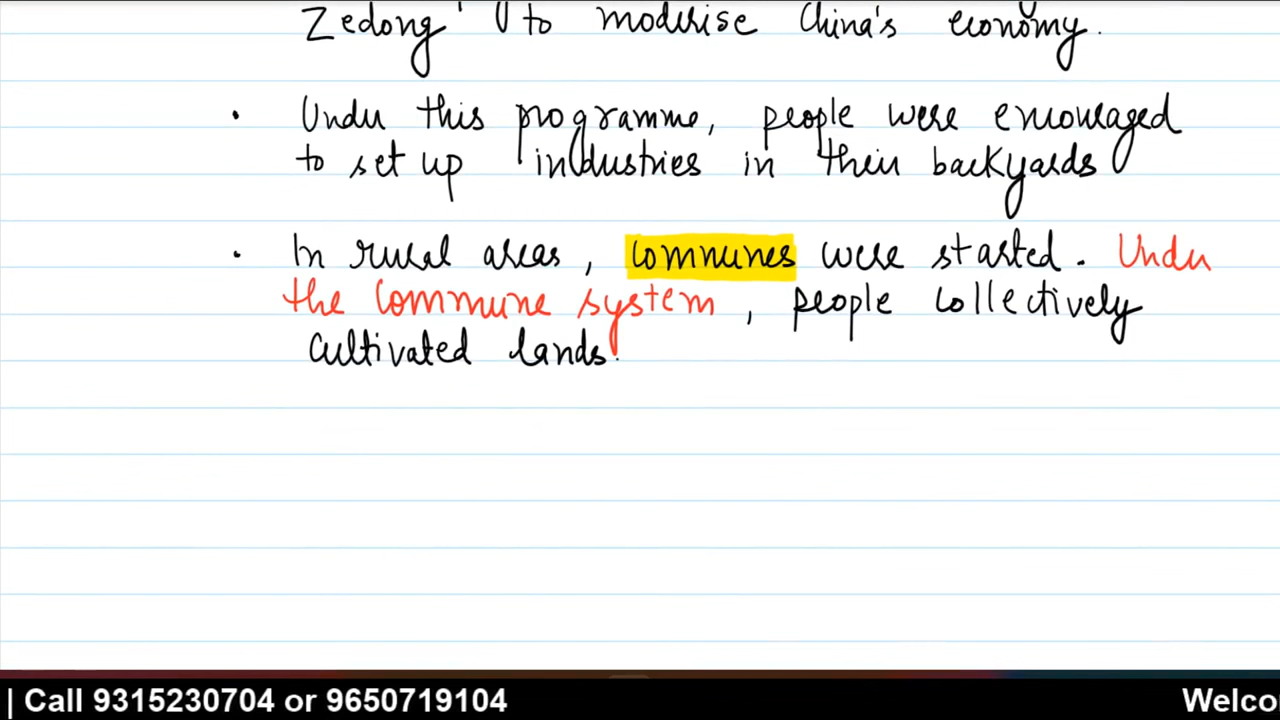 Zedong' to moderise China's economy.
• Under this programme, people were encouraged
to set up industries in their backyards
• In rural areas, communes were started. Under
the commune system, people collectively
cultivated lands.
| Call 9315230704 or 9650719104
Welco